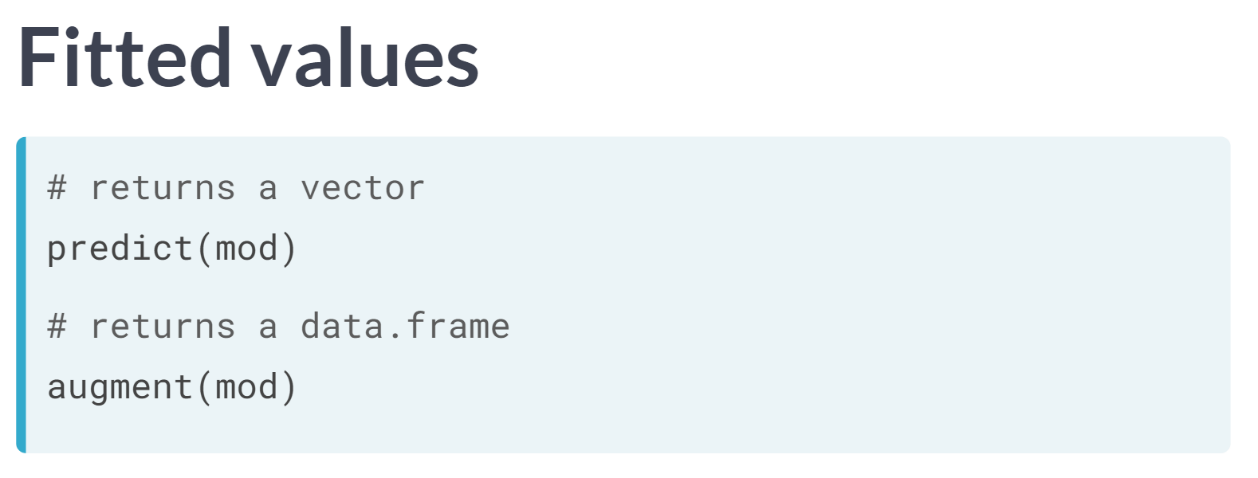 Fitted values
# returns a vector
predict(mod)
# returns a data.frame
augment(mod)